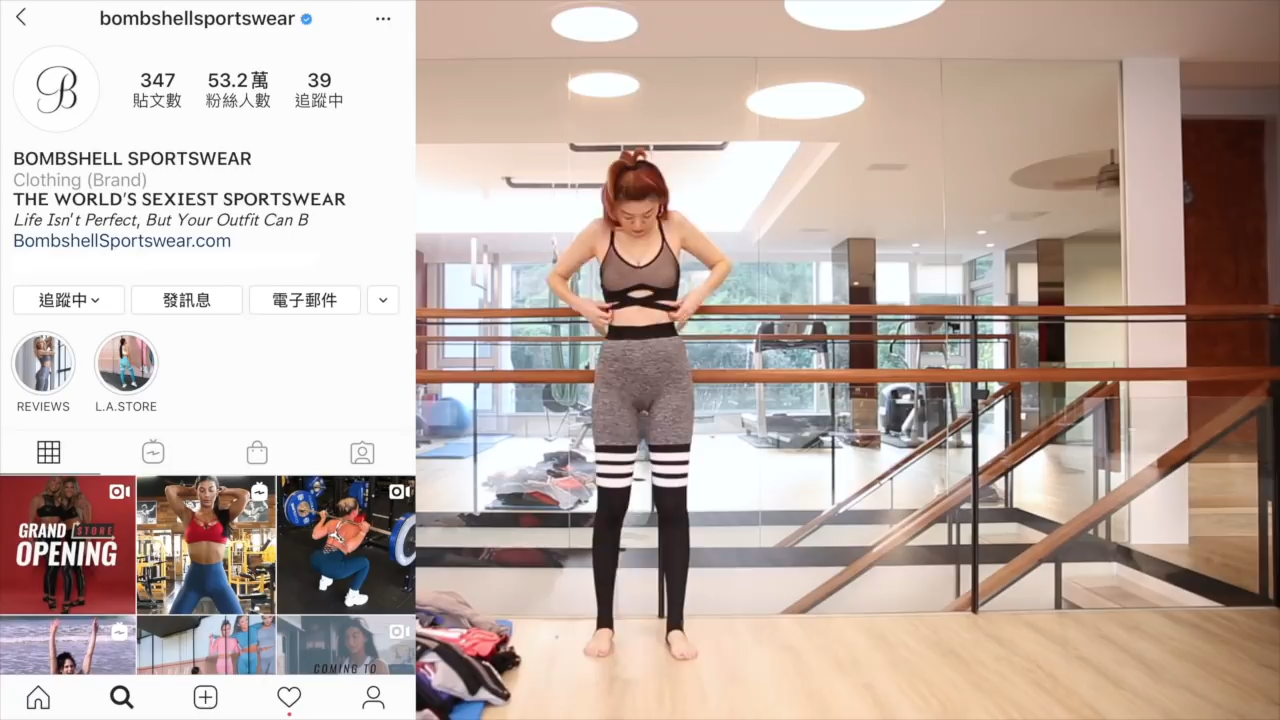 bombshellsportswear
B
347
53.2萬
39
貼文數
粉絲人數
追蹤中
BOMBSHELL SPORTSWEAR
Clothing (Brand)
THE WORLD'S SEXIEST SPORTSWEAR
Life Isn't Perfect, But Your Outfit Can B
BombshellSportswear.com
追蹤中
發訊息
電子郵件
REVIEWS
L.A.STORE
GRAND STORE
OPENING
COMING TO